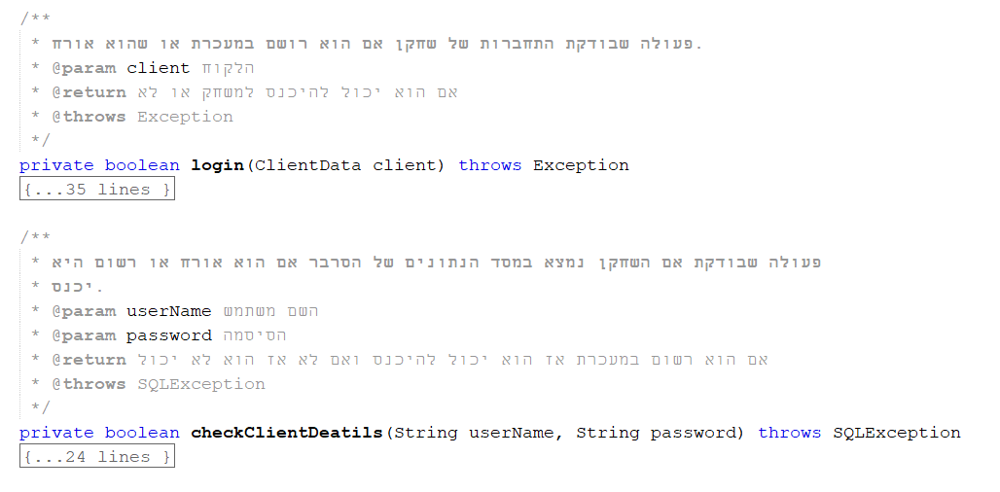 /**
* פעולה שבודקת התחברות של שחקן אם הוא רושם במערכת או שהוא אורח.
* @param client הלקוח
* @return אם הוא יכול להיכנס למשחק או לא
* @throws Exception
*/
private boolean login(ClientData client) throws Exception
{...35 lines }
/**
* פעולה שבודקת אם השחקן נמצא במסד הנתונים של הסרבר אם הוא אורח או רשום היא
* יכנס.
* @param userName השם משתמש
* @param password הסיסמה
* @return אם הוא רשום במערכת אז הוא יכול להיכנס ואם לא אז הוא לא יכול
* @throws SQLException
*/
private boolean checkClientDeatils(String userName, String password) throws SQLException
{...24 lines }